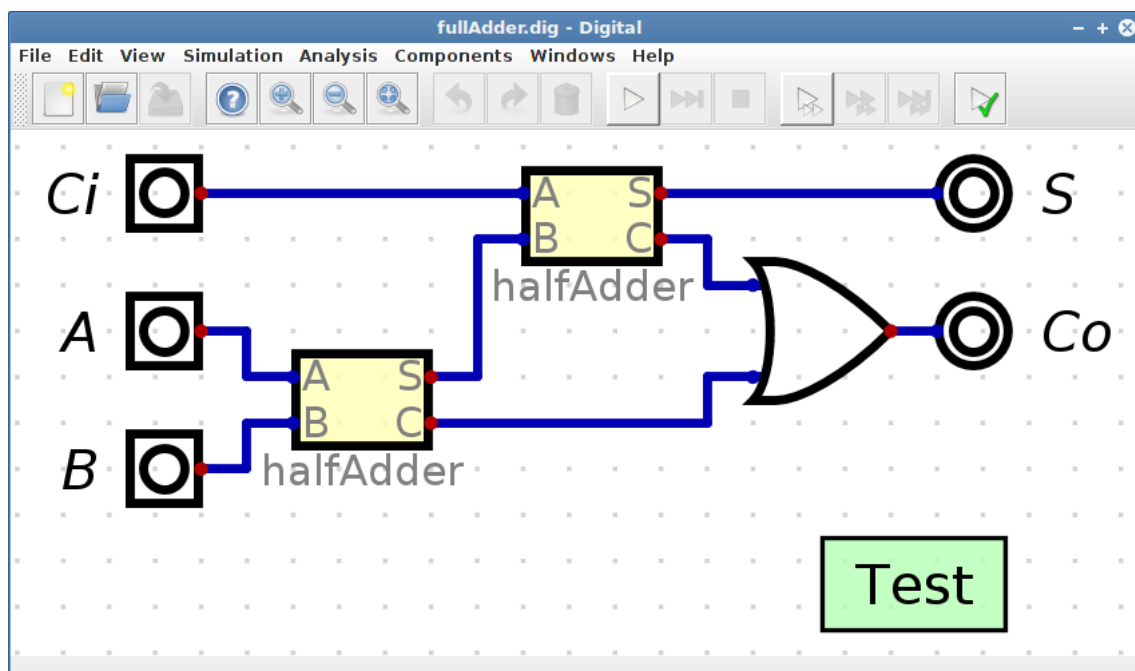 fullAdder.dig - Digital
File Edit View Simulation Analysis Components Windows Help
Ci
A S
S
B C
halfAdder
A
Co
A S
B C
B
halfAdder
Test